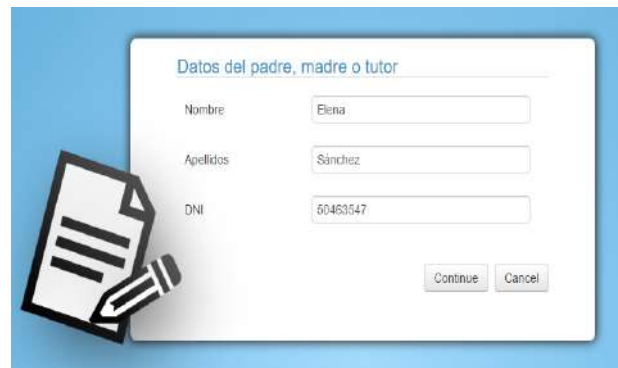 Datos del padre, madre o tutor
Nombre Elena
Apellidos Sánchez
DNI 50463547
Continue Cancel